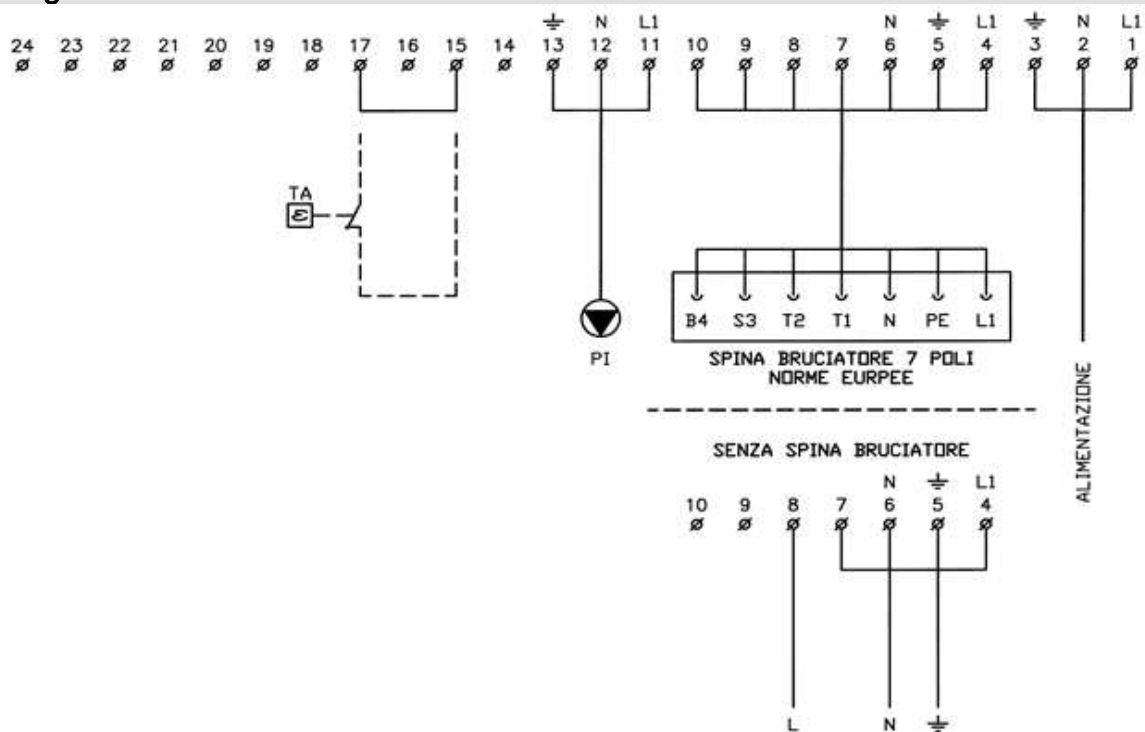 ⏚ N L1 N ⏚ L1 ⏚ N L1
24 23 22 21 20 19 18 17 16 15 14 13 12 11 10 9 8 7 6 5 4 3 2 1
TA
ε
B4 S3 T2 T1 N PE L1
PI
SPINA BRUCIATORE 7 POLI
NORME EURPEE
ALIMENTAZIONE
SENZA SPINA BRUCIATORE
N ⏚ L1
10 9 8 7 6 5 4
L N ⏚